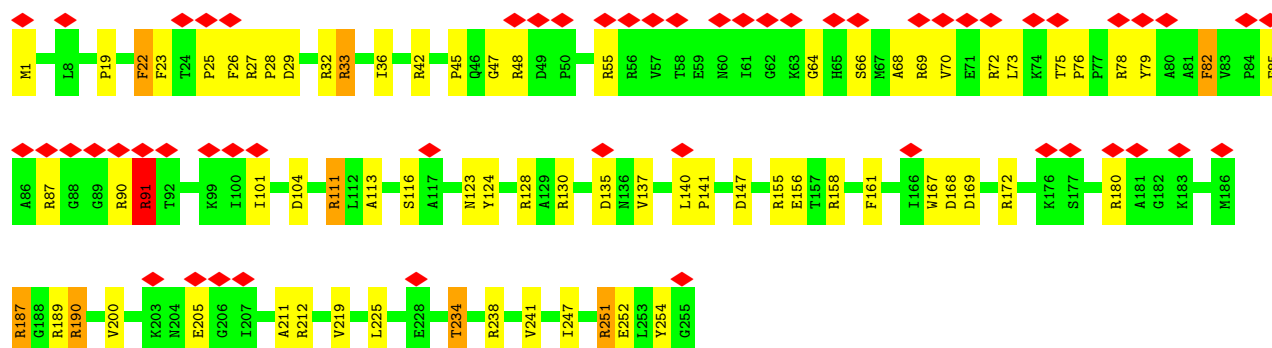 M1 L8 P19 F22 F23 T24 P25 F26 R27 P28 D29 R32 R33 I36 R42 P45 Q46 G47 R48 D49 P50 R55 R56 V57 T58 E59 N60 I61 G62 K63 G64 H65 S66 M67 A68 R69 V70 E71 R72 L73 K74 T75 P76 P77 R78 Y79 A80 A81 F82 V83 P84
A86 R87 G88 G89 R90 R91 T92 K99 I100 I101 D104 R111 L112 A113 S116 A117 N123 Y124 R128 A129 R130 D135 N136 V137 L140 P141 D147 R155 E156 T157 R158 F161 I166 W167 D168 D169 R172 K176 S177 R180 A181 G182 K183 M186
R187 G188 R189 R190 V200 K203 N204 E205 G206 I207 A211 R212 V219 L225 E228 T234 R238 V241 I247 R251 E252 L253 Y254 G255